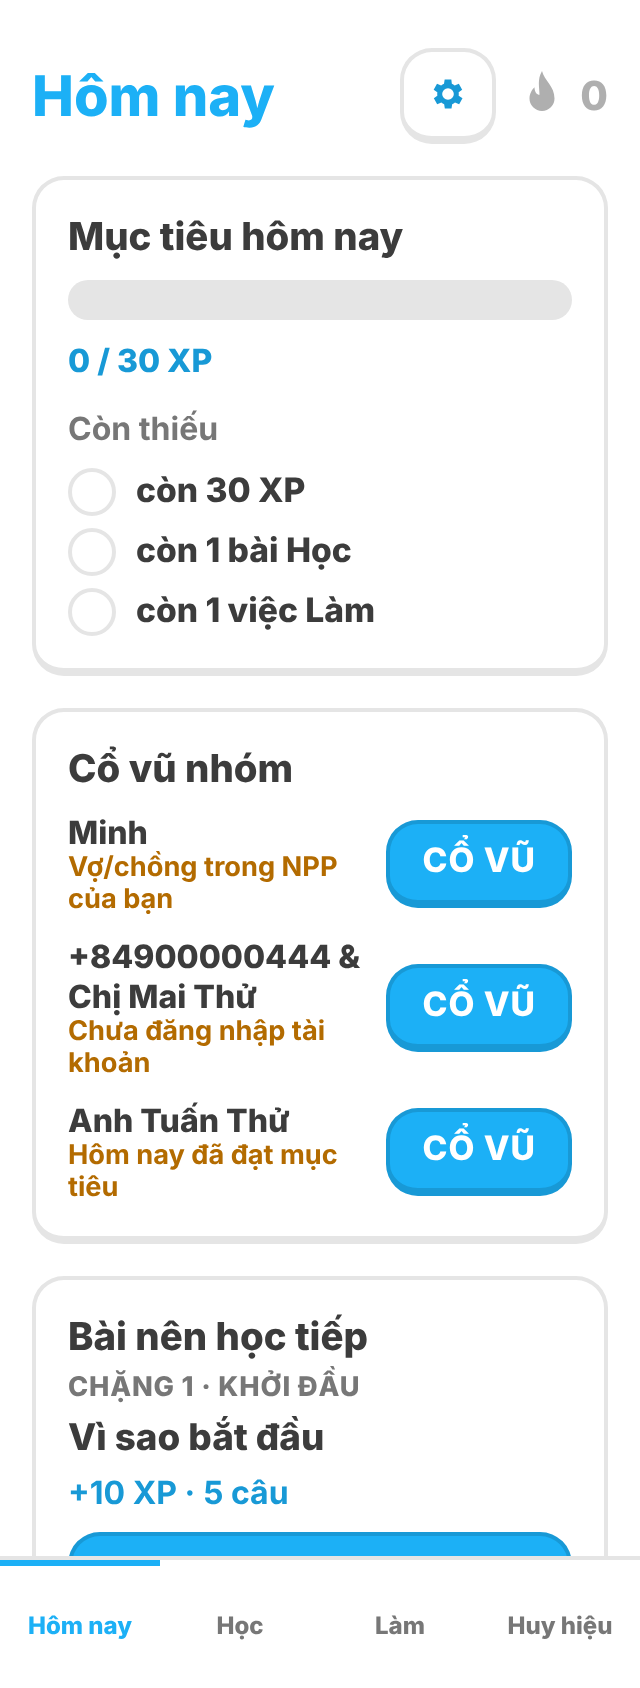 Hôm nay
0
Mục tiêu hôm nay
0 / 30 XP
Còn thiếu
còn 30 XP
còn 1 bài Học
còn 1 việc Làm
Cổ vũ nhóm
Minh
Vợ/chồng trong NPP
của bạn
CỔ VŨ
+84900000444 &
Chị Mai Thử
Chưa đăng nhập tài
khoản
CỔ VŨ
Anh Tuấn Thử
Hôm nay đã đạt mục
tiêu
CỔ VŨ
Bài nên học tiếp
CHẶNG 1 · KHỞI ĐẦU
Vì sao bắt đầu
+10 XP · 5 câu
Hôm nay
Học
Làm
Huy hiệu